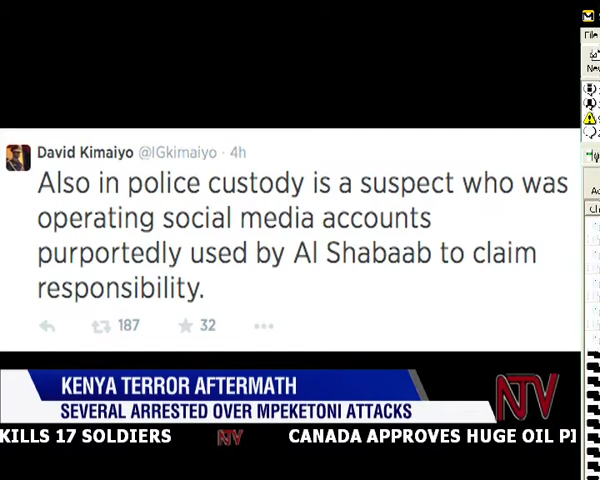 File
David Kimaiyo @IGkimaiyo · 4h
Also in police custody is a suspect who was
operating social media accounts
purportedly used by Al Shabaab to claim
responsibility.
187 32
KENYA TERROR AFTERMATH
SEVERAL ARRESTED OVER MPEKETONI ATTACKS
NTV
KILLS 17 SOLDIERS NTV CANADA APPROVES HUGE OIL PI